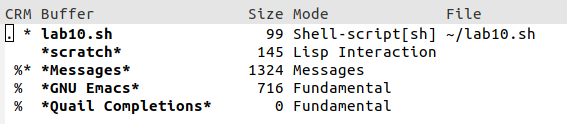 CRM Buffer Size Mode File
. * lab10.sh 99 Shell-script[sh] ~/lab10.sh
*scratch* 145 Lisp Interaction
%* *Messages* 1324 Messages
% *GNU Emacs* 716 Fundamental
% *Quail Completions* 0 Fundamental